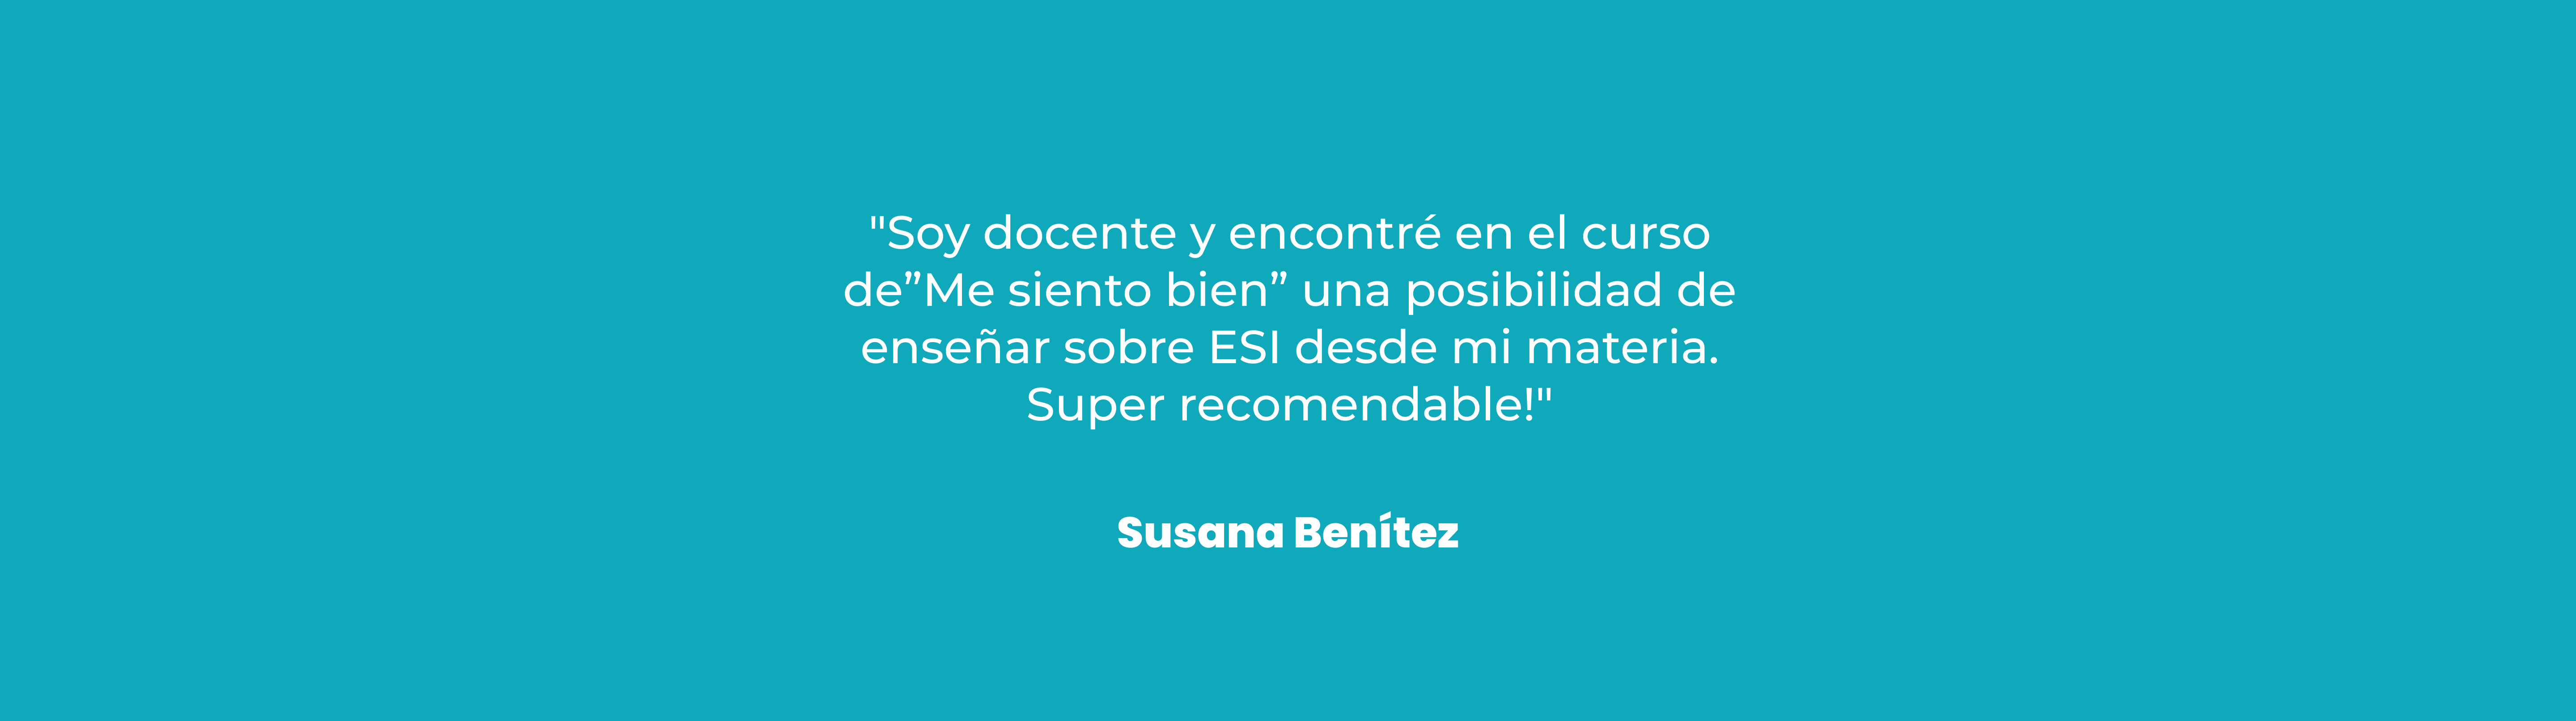 "Soy docente y encontré en el curso
de”Me siento bien” una posibilidad de
enseñar sobre ESI desde mi materia.
Super recomendable!"
Susana Benítez